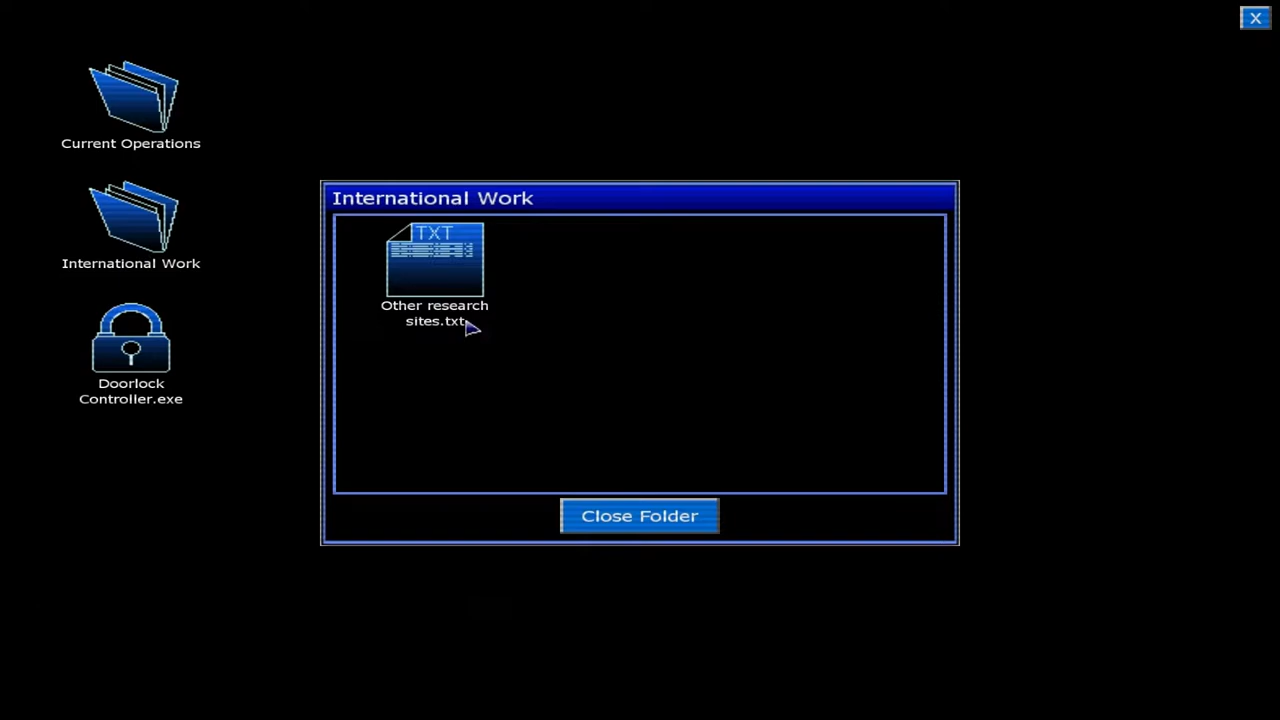 X
Current Operations
International Work
Doorlock
Controller.exe
International Work
TXT
Other research
sites.txt
Close Folder